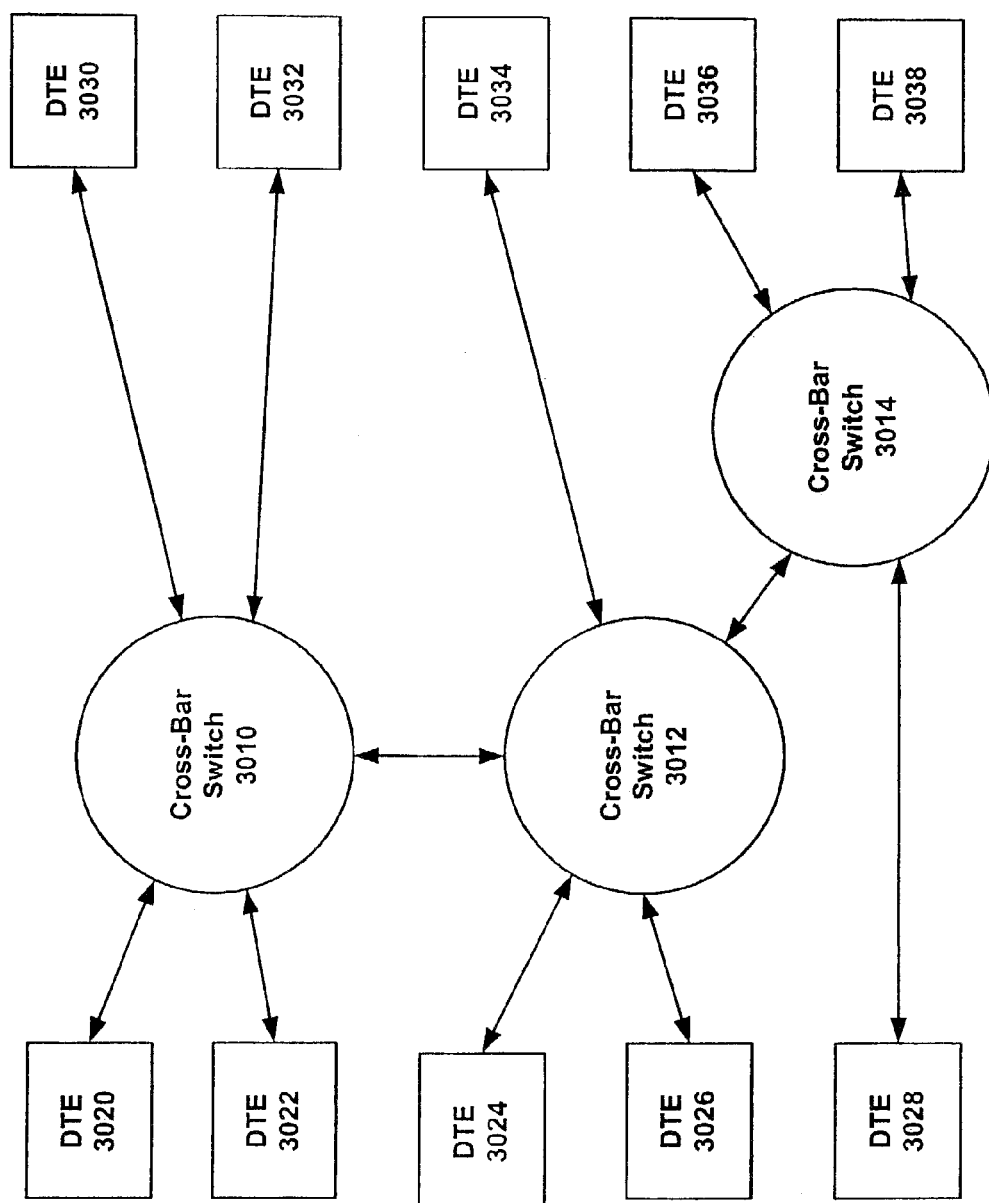 DTE
3030
DTE
3032
DTE
3034
DTE
3036
DTE
3038
Cross-Bar
Switch
3010
Cross-Bar
Switch
3012
Cross-Bar
Switch
3014
DTE
3020
DTE
3022
DTE
3024
DTE
3026
DTE
3028